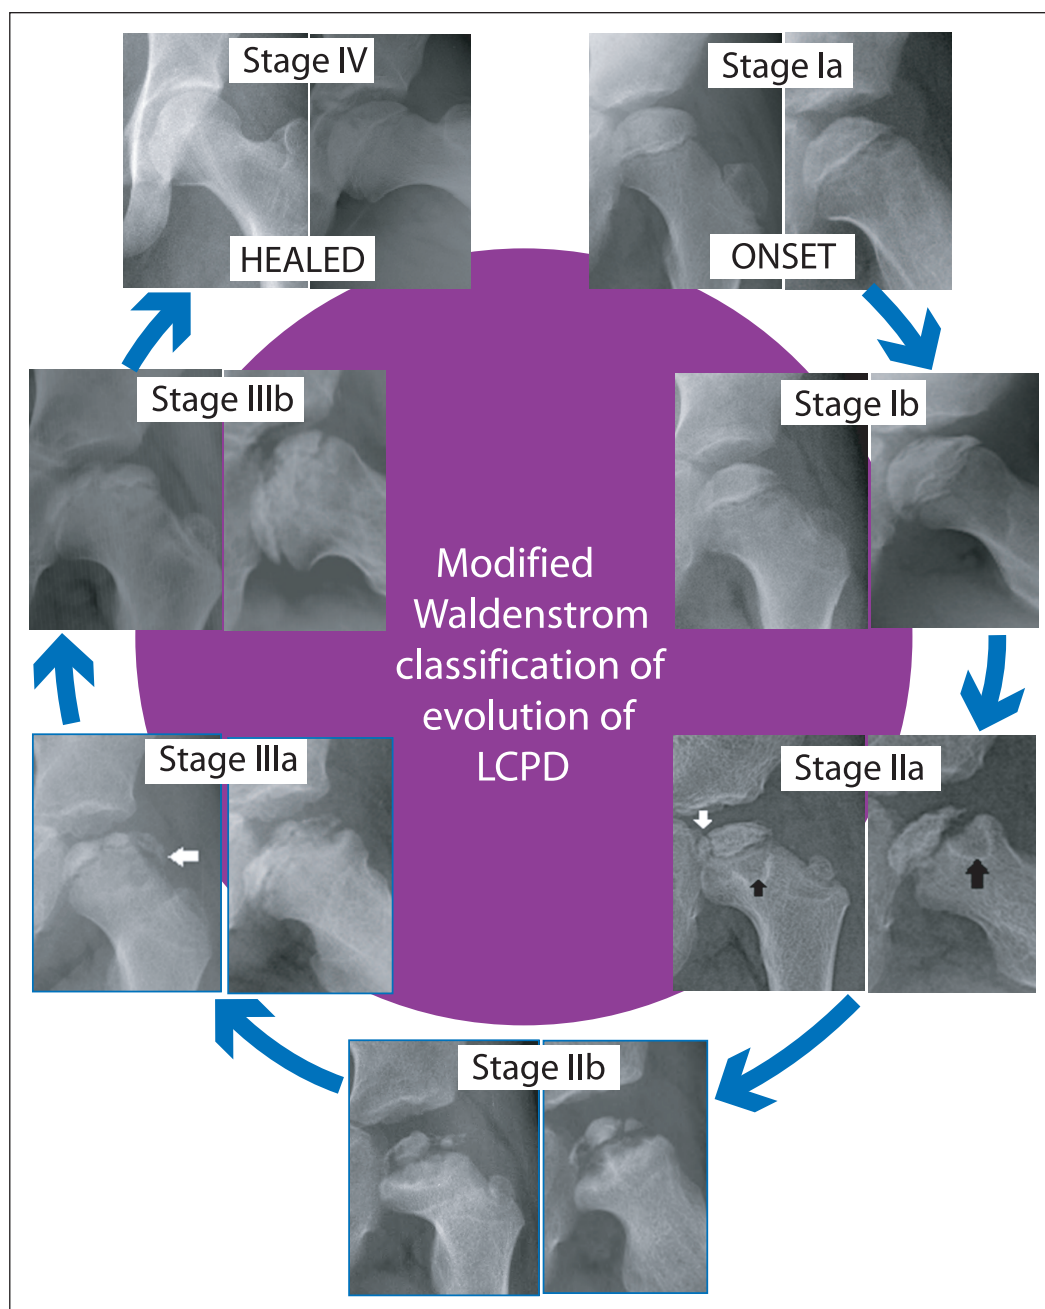 Stage IV
HEALED
Stage Ia
ONSET
Stage Ib
Stage IIa
Stage IIb
Stage IIIa
Stage IIIb
Modified
Waldenstrom
classification of
evolution of
LCPD